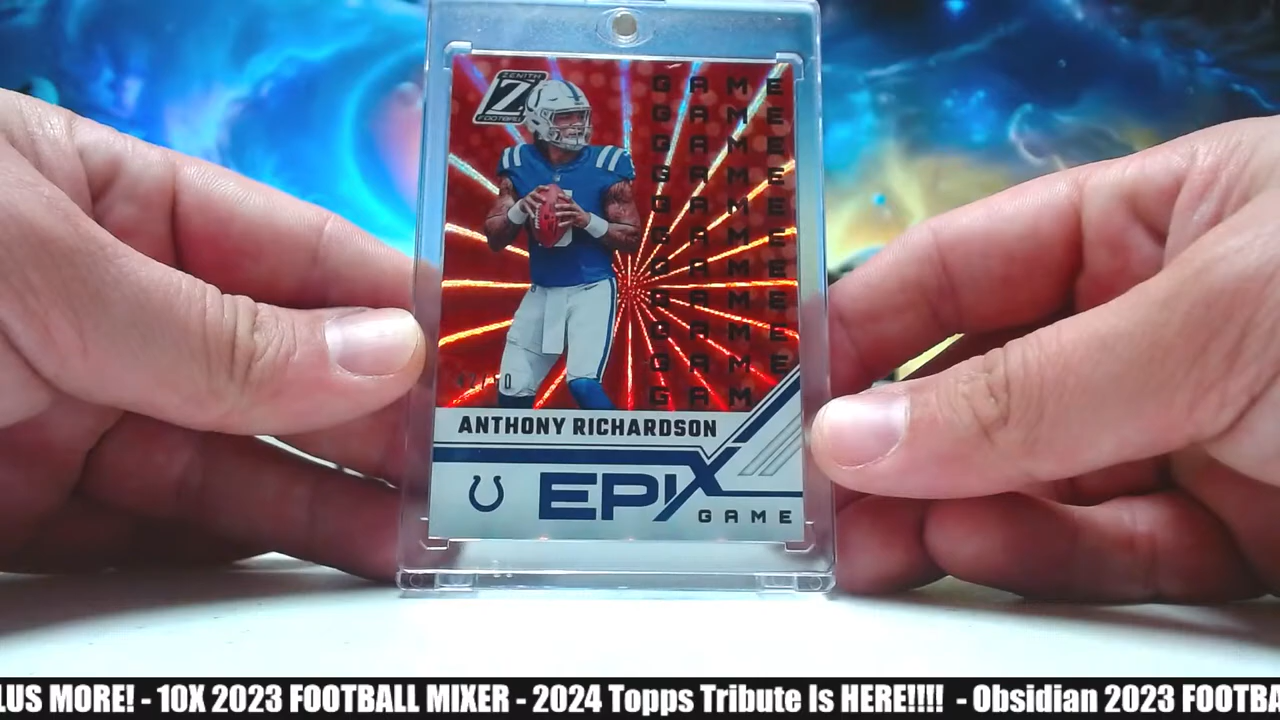 ZENITH
Z
FOOTBALL
G A M E
G A M E
G A M E
G A M E
G A M E
G A M E
G A M E
G A M E
G A M E
G A M E
G A M
ANTHONY RICHARDSON
EPIX
GAME
LUS MORE! - 10X 2023 FOOTBALL MIXER - 2024 Topps Tribute Is HERE!!!! - Obsidian 2023 FOOTBA